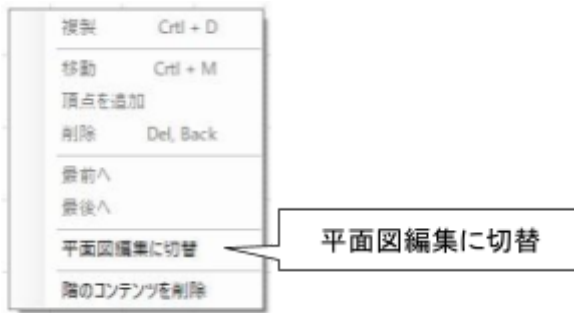 複製 Crtl + D
移動 Crtl + M
頂点を追加
削除 Del, Back
最前へ
最後へ
平面図編集に切替
平面図編集に切替
階のコンテンツを削除